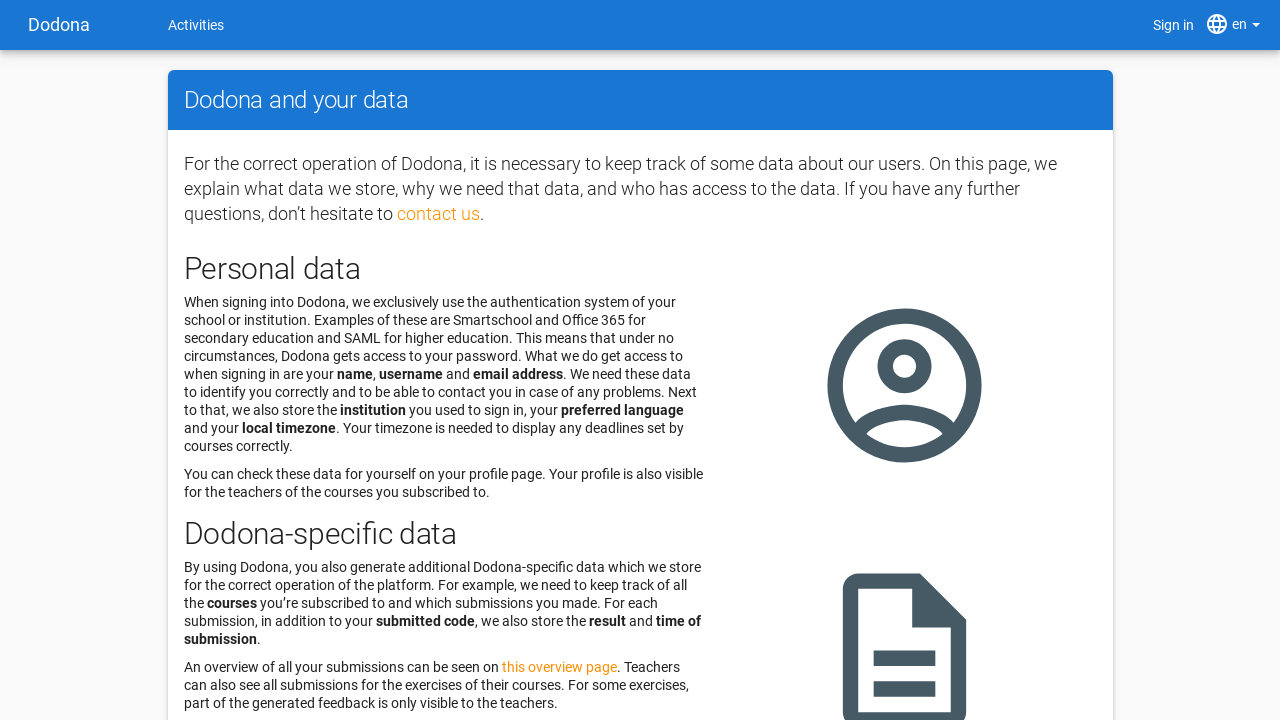 Dodona
Activities
Sign in
en
Dodona and your data
For the correct operation of Dodona, it is necessary to keep track of some data about our users. On this page, we
explain what data we store, why we need that data, and who has access to the data. If you have any further
questions, don’t hesitate to contact us.
Personal data
When signing into Dodona, we exclusively use the authentication system of your
school or institution. Examples of these are Smartschool and Office 365 for
secondary education and SAML for higher education. This means that under no
circumstances, Dodona gets access to your password. What we do get access to
when signing in are your name, username and email address. We need these data
to identify you correctly and to be able to contact you in case of any problems. Next
to that, we also store the institution you used to sign in, your preferred language
and your local timezone. Your timezone is needed to display any deadlines set by
courses correctly.
You can check these data for yourself on your profile page. Your profile is also visible
for the teachers of the courses you subscribed to.
Dodona-specific data
By using Dodona, you also generate additional Dodona-specific data which we store
for the correct operation of the platform. For example, we need to keep track of all
the courses you’re subscribed to and which submissions you made. For each
submission, in addition to your submitted code, we also store the result and time of
submission.
An overview of all your submissions can be seen on this overview page. Teachers
can also see all submissions for the exercises of their courses. For some exercises,
part of the generated feedback is only visible to the teachers.